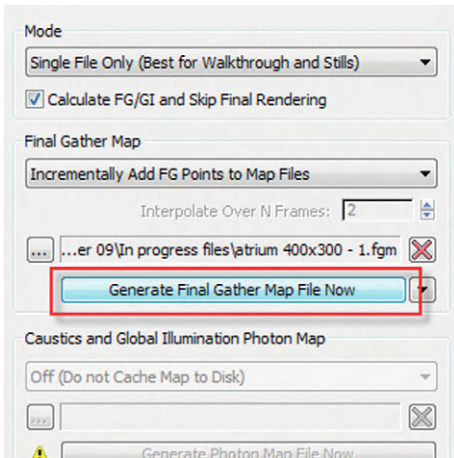 Mode
Single File Only (Best for Walkthrough and Stills)
Calculate FG/GI and Skip Final Rendering
Final Gather Map
Incrementally Add FG Points to Map Files
Interpolate Over N Frames: 2
... ...er 09\In progress files\atrium 400x300 - 1.fgm
Generate Final Gather Map File Now
Caustics and Global Illumination Photon Map
Off (Do not Cache Map to Disk)
...
Generate Photon Map File Now